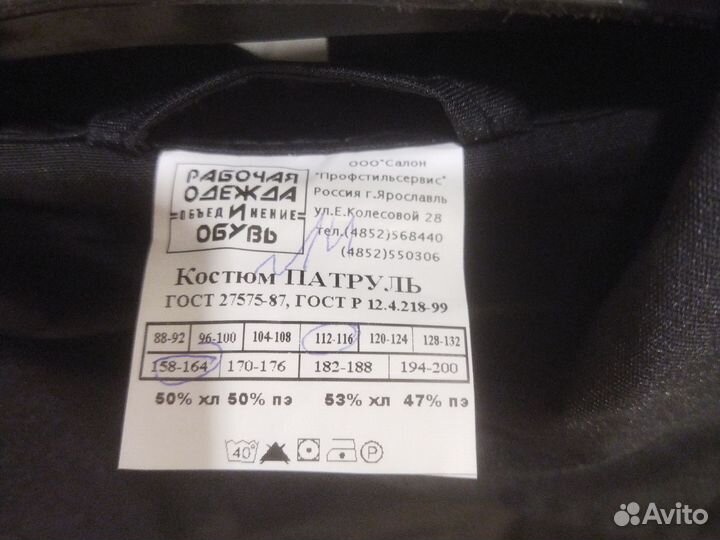 РАБОЧАЯ
ОДЕЖДА
=ОБЪЕДИНЕНИЕ=
ОБУВЬ
ООО"Салон
"Профстильсервис"
Россия г.Ярославль
ул.Е.Колесовой 28
тел.(4852)568440
(4852)550306
Костюм ПАТРУЛЬ
ГОСТ 27575-87, ГОСТ Р 12.4.218-99
88-92 96-100 104-108 112-116 120-124 128-132
158-164 170-176 182-188 194-200
50% хл 50% пэ 53% хл 47% пэ
40° P
Avito